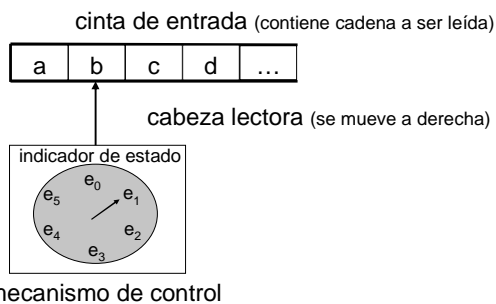 cinta de entrada (contiene cadena a ser leída)
a b c d …
cabeza lectora (se mueve a derecha)
indicador de estado
e₀
e₅ e₁
e₄ e₂
e₃
mecanismo de control